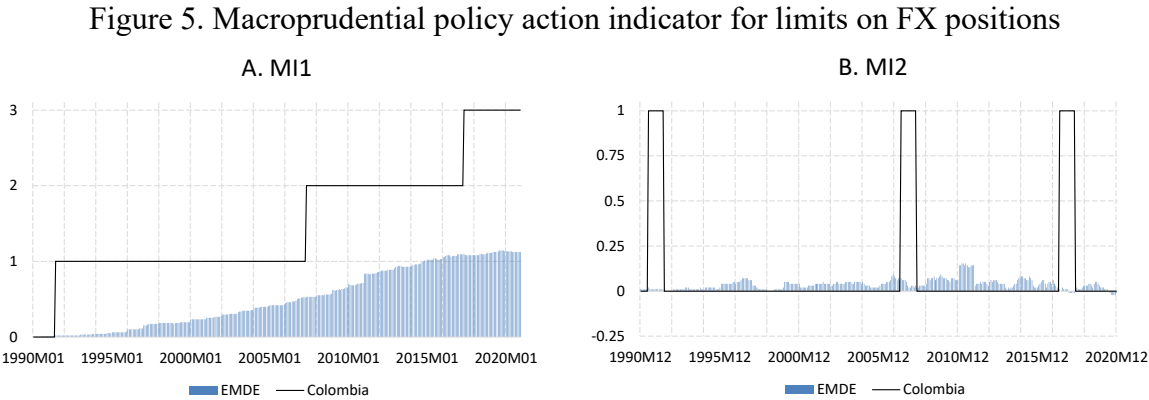 Figure 5. Macroprudential policy action indicator for limits on FX positions
A. MI1
3
2
1
0
1990M01 1995M01 2000M01 2005M01 2010M01 2015M01 2020M01
EMDE Colombia
B. MI2
1
0.75
0.5
0.25
0
-0.25
1990M12 1995M12 2000M12 2005M12 2010M12 2015M12 2020M12
EMDE Colombia